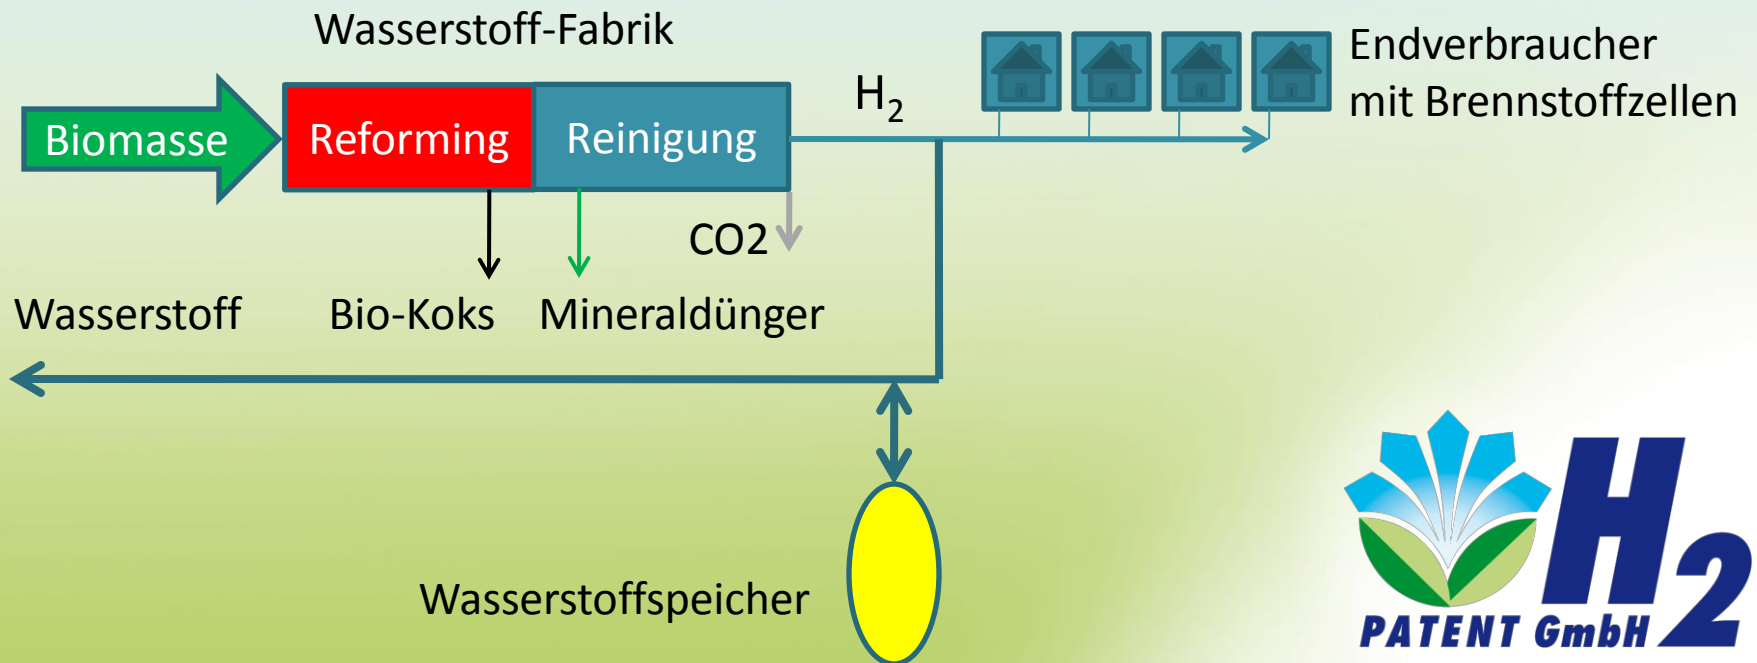 Wasserstoff-Fabrik
Endverbraucher
mit Brennstoffzellen
H₂
Biomasse
Reforming
Reinigung
CO2
Wasserstoff
Bio-Koks
Mineraldünger
Wasserstoffspeicher
H2
PATENT GmbH